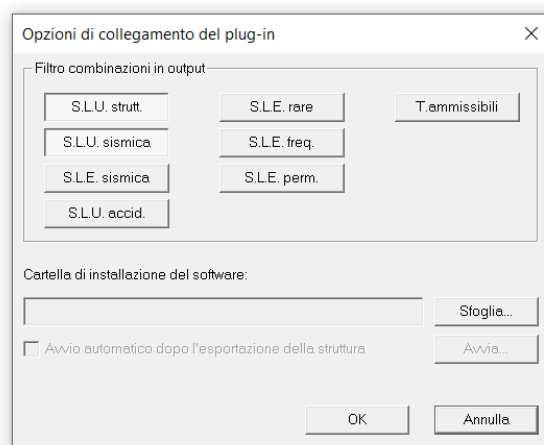 Opzioni di collegamento del plug-in
Filtro combinazioni in output
S.L.U. strutt.
S.L.E. rare
T.ammissibili
S.L.U. sismica
S.L.E. freq.
S.L.E. sismica
S.L.E. perm.
S.L.U. accid.
Cartella di installazione del software:
Sfoglia...
Avvio automatico dopo l'esportazione della struttura
Avvia...
OK
Annulla